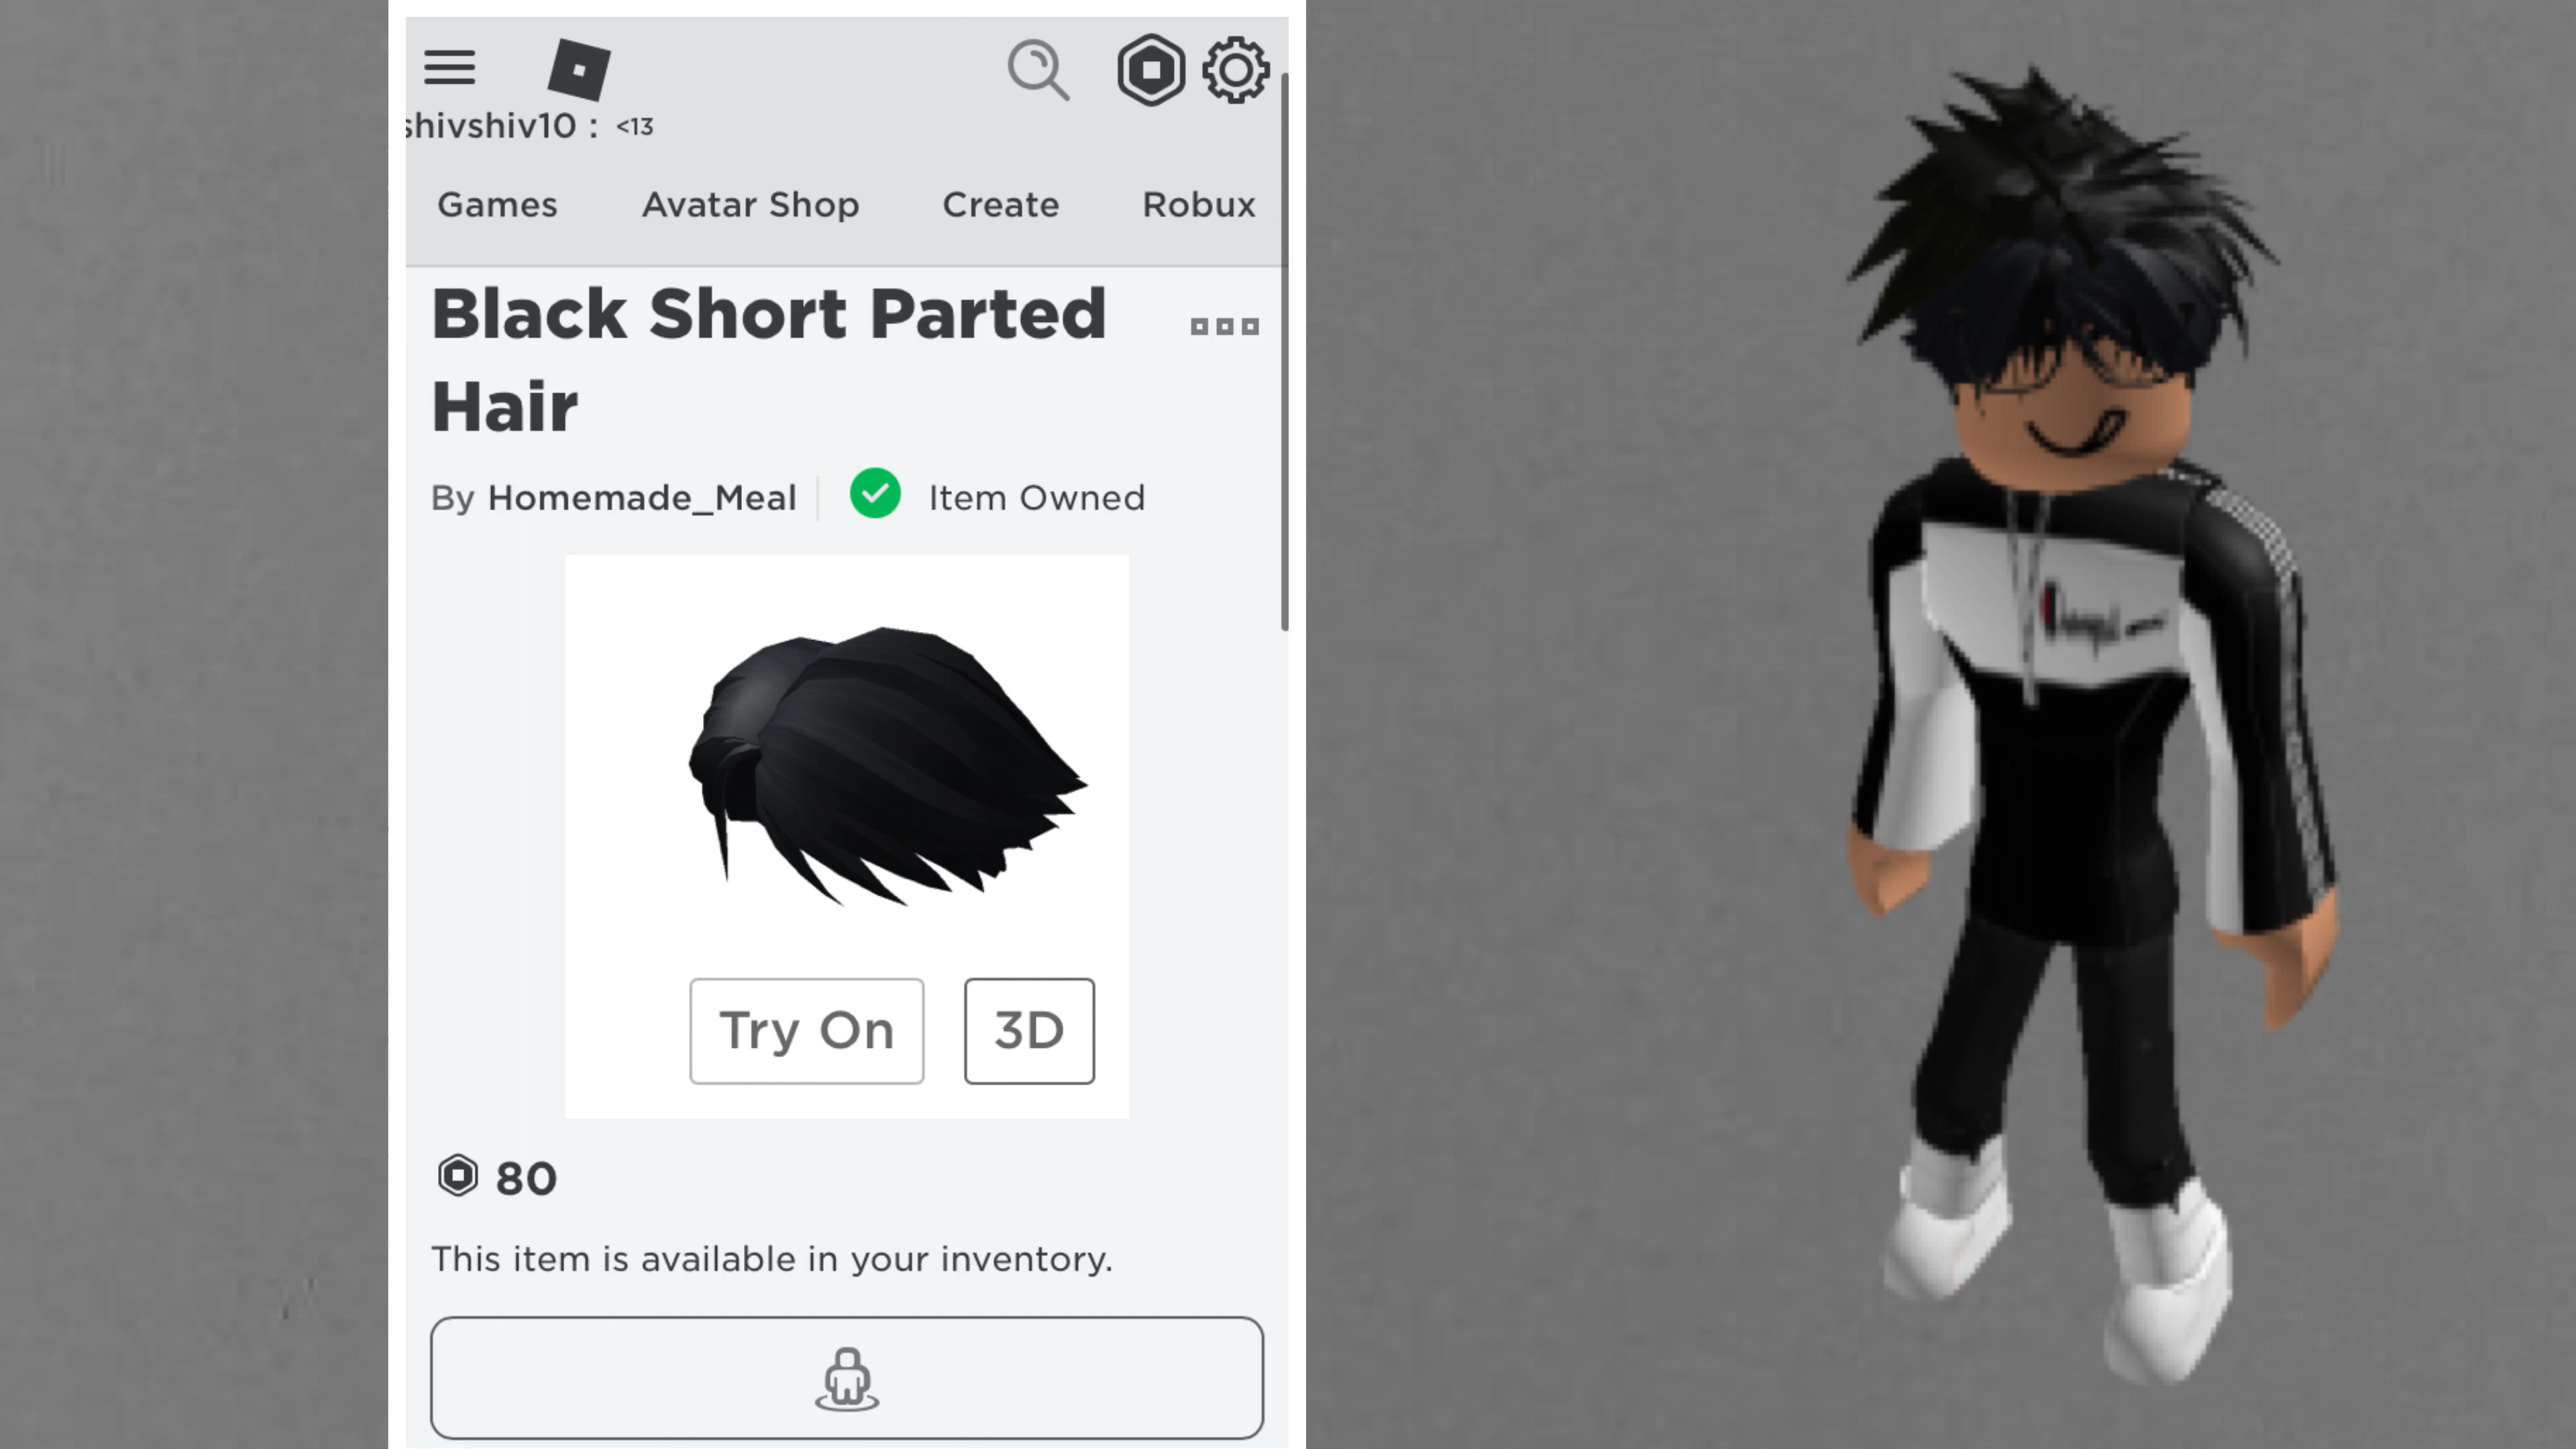 shivshiv10 : <13
Games Avatar Shop Create Robux
Black Short Parted
Hair
By Homemade_Meal Item Owned
Try On 3D
80
This item is available in your inventory.